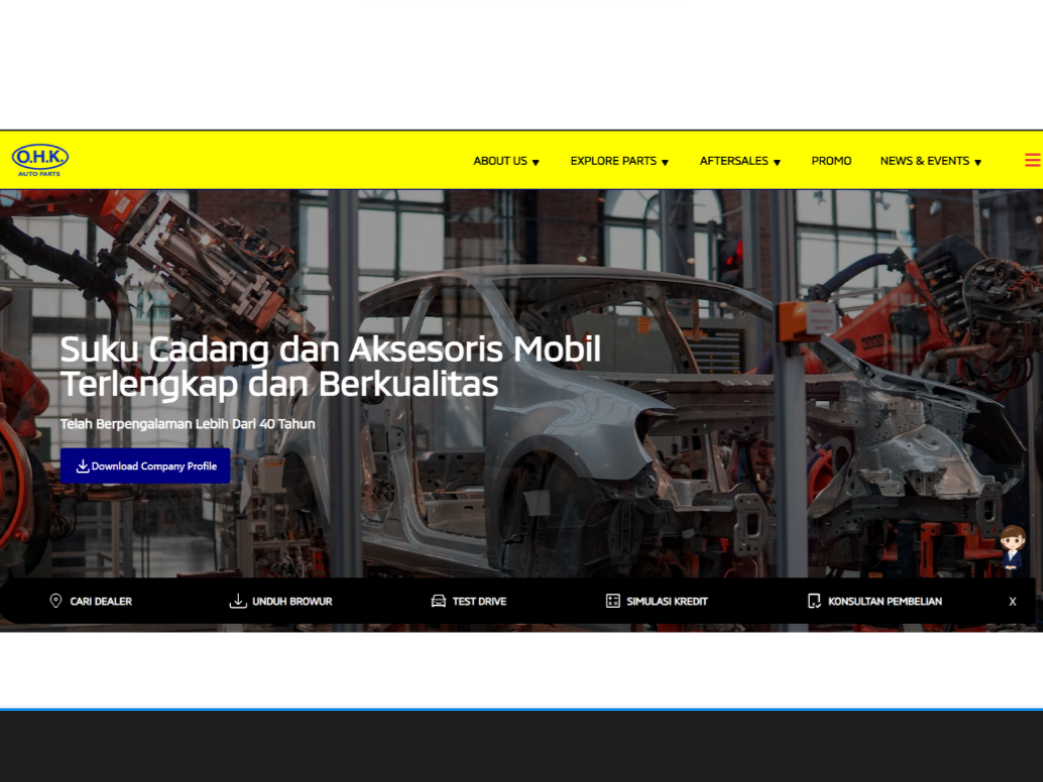 O.H.K.
AUTO PARTS
ABOUT US ▼
EXPLORE PARTS ▼
AFTERSALES ▼
PROMO
NEWS & EVENTS ▼
Suku Cadang dan Aksesoris Mobil
Terlengkap dan Berkualitas
Telah Berpengalaman Lebih Dari 40 Tahun
Download Company Profile
CARI DEALER
UNDUH BROWUR
TEST DRIVE
SIMULASI KREDIT
KONSULTAN PEMBELIAN
X